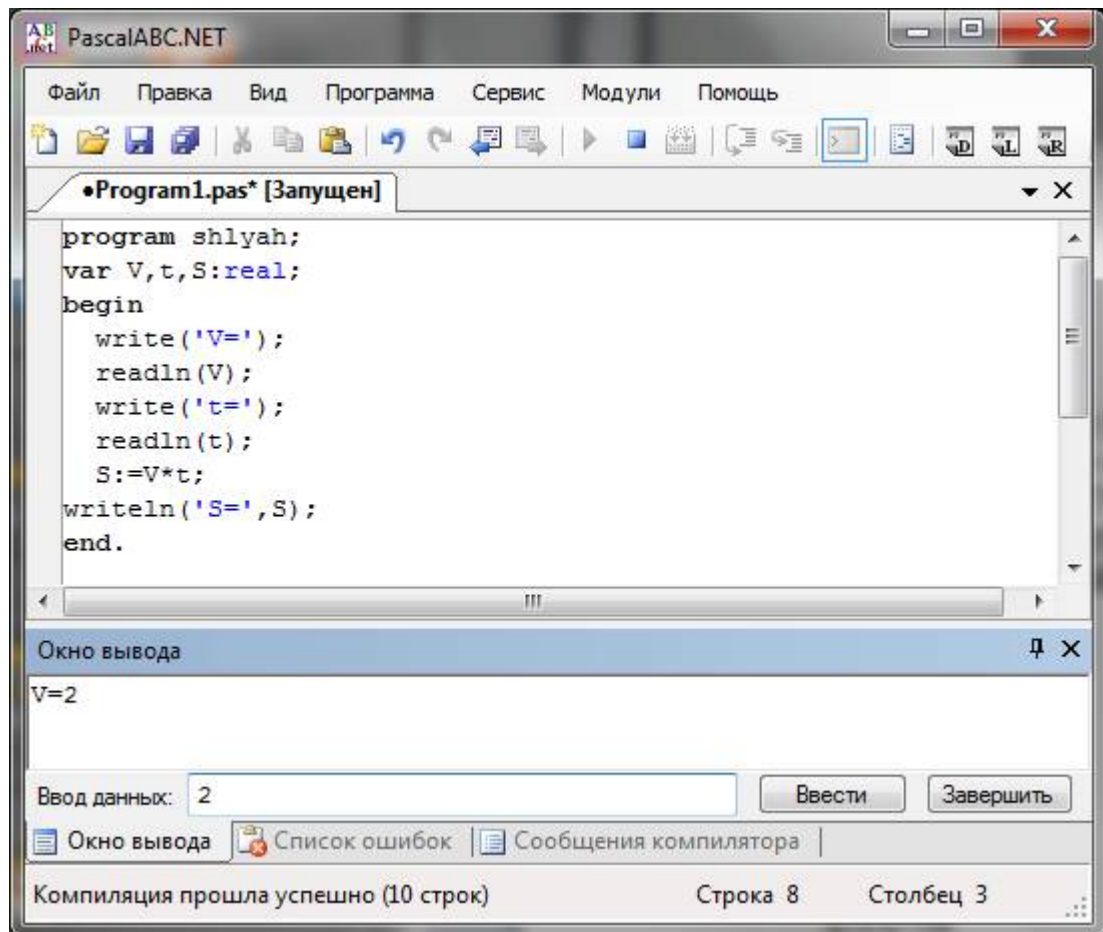 PascalABC.NET
Файл Правка Вид Программа Сервис Модули Помощь
•Program1.pas* [Запущен]
program shlyah;
var V,t,S:real;
begin
write('V=');
readln(V);
write('t=');
readln(t);
S:=V*t;
writeln('S=',S);
end.
Окно вывода
V=2
Ввод данных: 2 Ввести Завершить
Окно вывода Список ошибок Сообщения компилятора
Компиляция прошла успешно (10 строк) Строка 8 Столбец 3